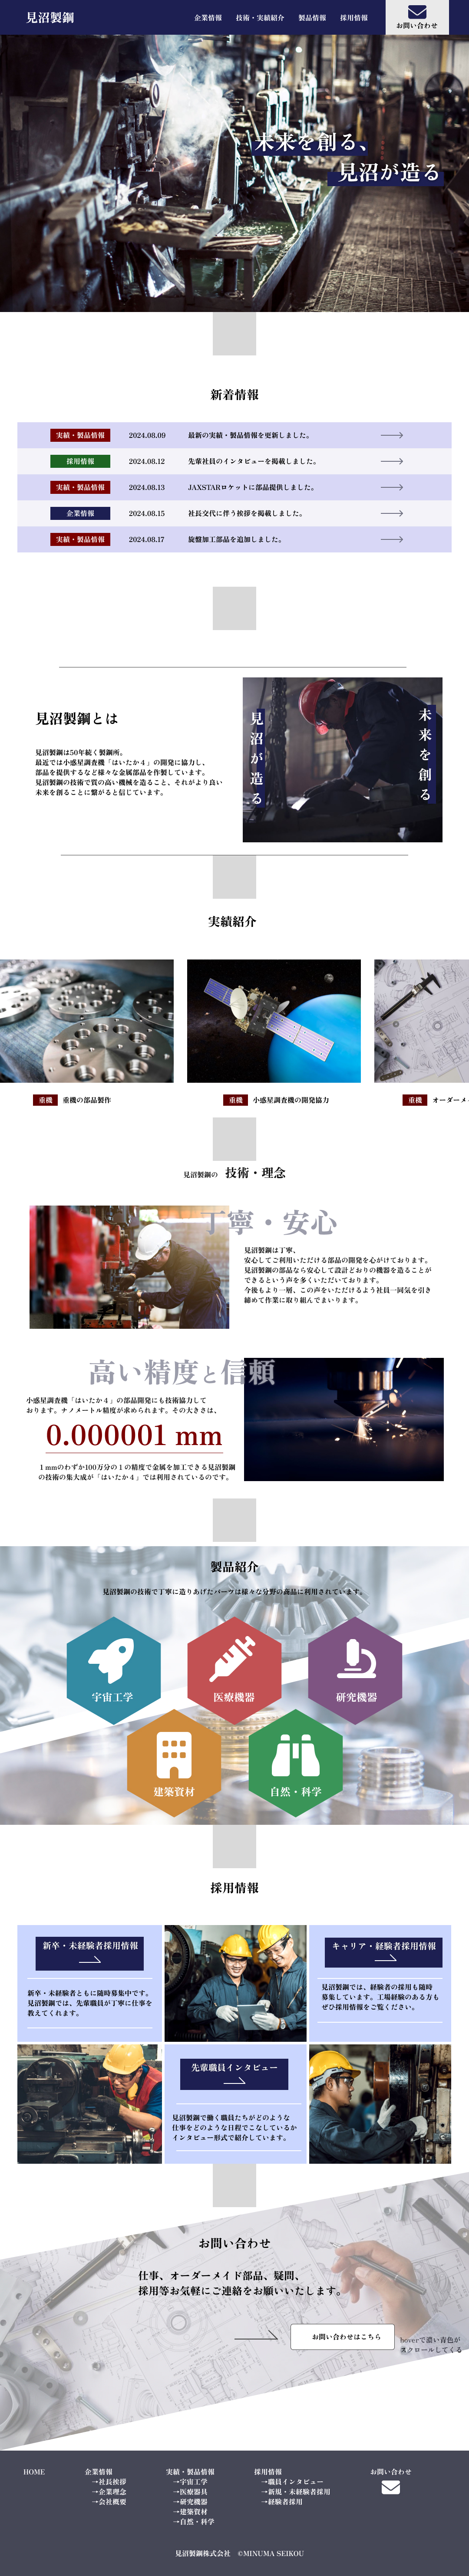 見沼製鋼
企業情報 技術・実績紹介 製品情報 採用情報
お問い合わせ
未来を創る、
見沼が造る
新着情報
実績・製品情報 2024.08.09 最新の実績・製品情報を更新しました。
採用情報 2024.08.12 先輩社員のインタビューを掲載しました。
実績・製品情報 2024.08.13 JAXSTARロケットに部品提供しました。
企業情報 2024.08.15 社長交代に伴う挨拶を掲載しました。
実績・製品情報 2024.08.17 旋盤加工部品を追加しました。
見沼製鋼とは
見沼製鋼は50年続く製鋼所。
最近では小惑星調査機「はいたか４」の開発に協力し、
部品を提供するなど様々な金属部品を作製しています。
見沼製鋼の技術で質の高い機械を造ること、それがより良い
未来を創ることに繋がると信じています。
未来を創る
見沼が造る
実績紹介
重機 重機の部品製作
重機 小惑星調査機の開発協力
重機 オーダーメ
見沼製鋼の 技術・理念
丁寧・安心
見沼製鋼は丁寧、
安心してご利用いただける部品の開発を心がけております。
見沼製鋼の部品なら安心して設計どおりの機器を造ることが
できるという声を多くいただいております。
今後もより一層、この声をいただけるよう社員一同気を引き
締めて作業に取り組んでまいります。
高い精度と信頼
小惑星調査機「はいたか４」の部品開発にも技術協力して
おります。ナノメートル精度が求められます。その大きさは、
0.000001 mm
１mmのわずか100万分の１の精度で金属を加工できる見沼製鋼
の技術の集大成が「はいたか４」では利用されているのです。
製品紹介
見沼製鋼の技術で丁寧に造りあげたパーツは様々な分野の商品に利用されています。
宇宙工学
医療機器
研究機器
建築資材
自然・科学
採用情報
新卒・未経験者採用情報
新卒・未経験者ともに随時募集中です。
見沼製鋼では、先輩職員が丁寧に仕事を
教えてくれます。
キャリア・経験者採用情報
見沼製鋼では、経験者の採用も随時
募集しています。工場経験のある方も
ぜひ採用情報をご覧ください。
先輩職員インタビュー
見沼製鋼で働く職員たちがどのような
仕事をどのような日程でこなしているか
インタビュー形式で紹介しています。
お問い合わせ
仕事、オーダーメイド部品、疑問、
採用等お気軽にご連絡をお願いいたします。
お問い合わせはこちら
hoverで濃い青色が
スクロールしてくる
HOME
企業情報
→社長挨拶
→企業理念
→会社概要
実績・製品情報
→宇宙工学
→医療器具
→研究機器
→建築資材
→自然・科学
採用情報
→職員インタビュー
→新規・未経験者採用
→経験者採用
お問い合わせ
見沼製鋼株式会社 ©MINUMA SEIKOU